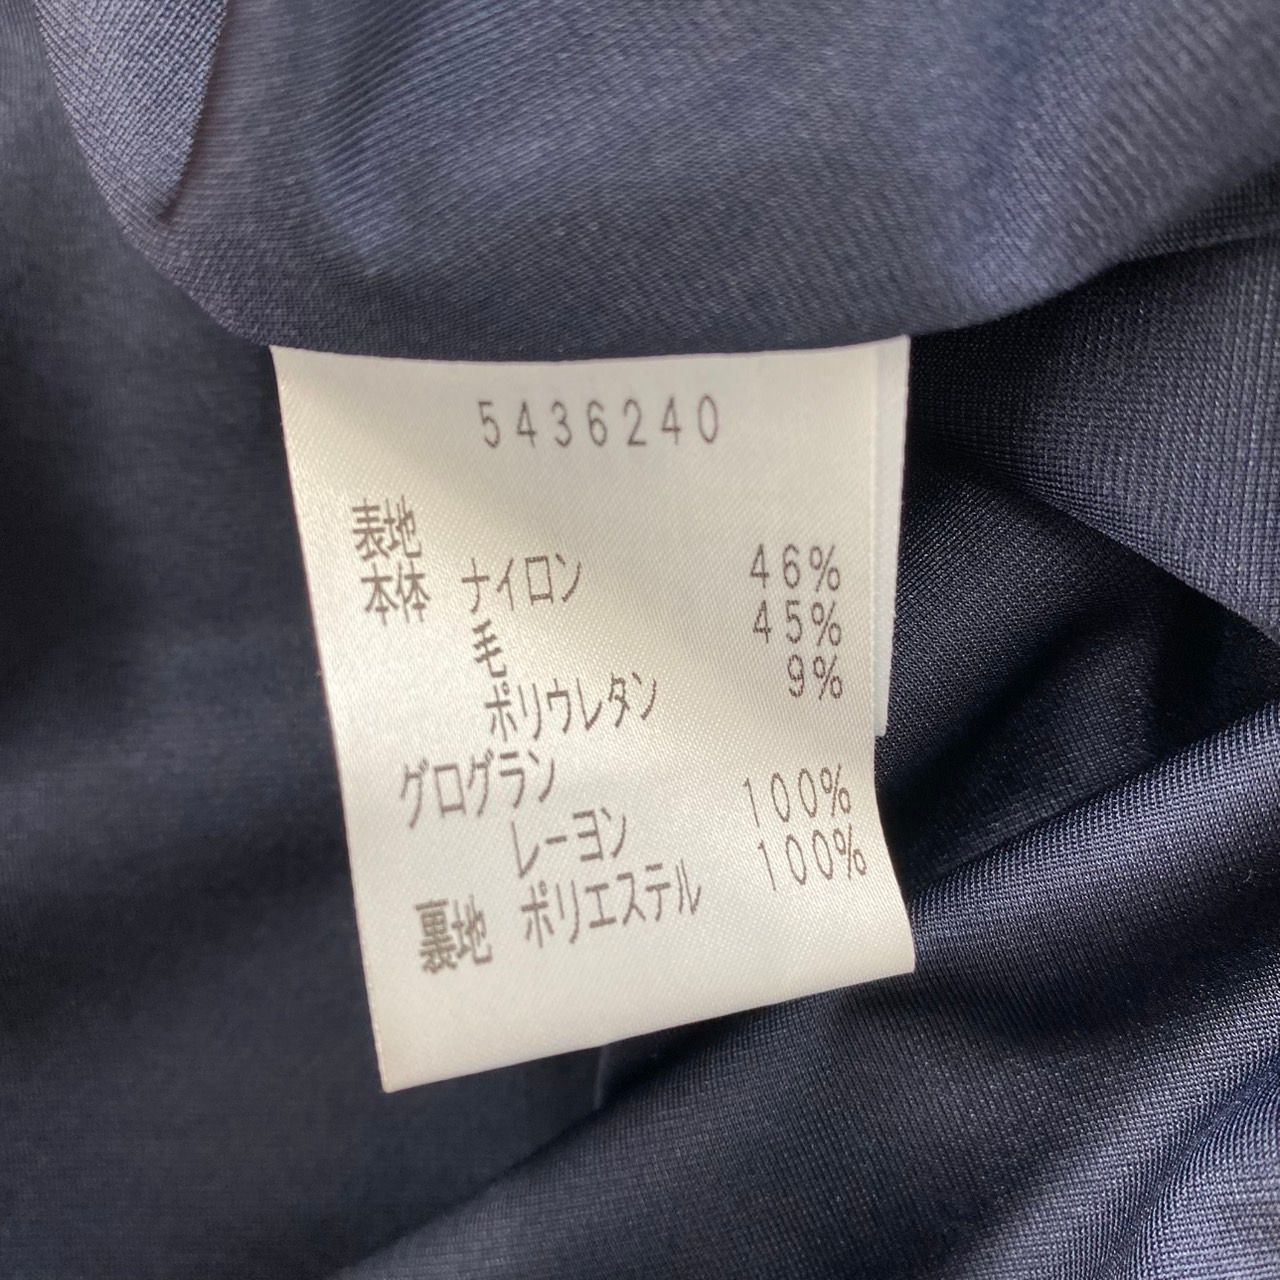 5436240
表地
本体 ナイロン 46%
毛 45%
ポリウレタン 9%
グログラン
レーヨン 100%
裏地 ポリエステル 100%